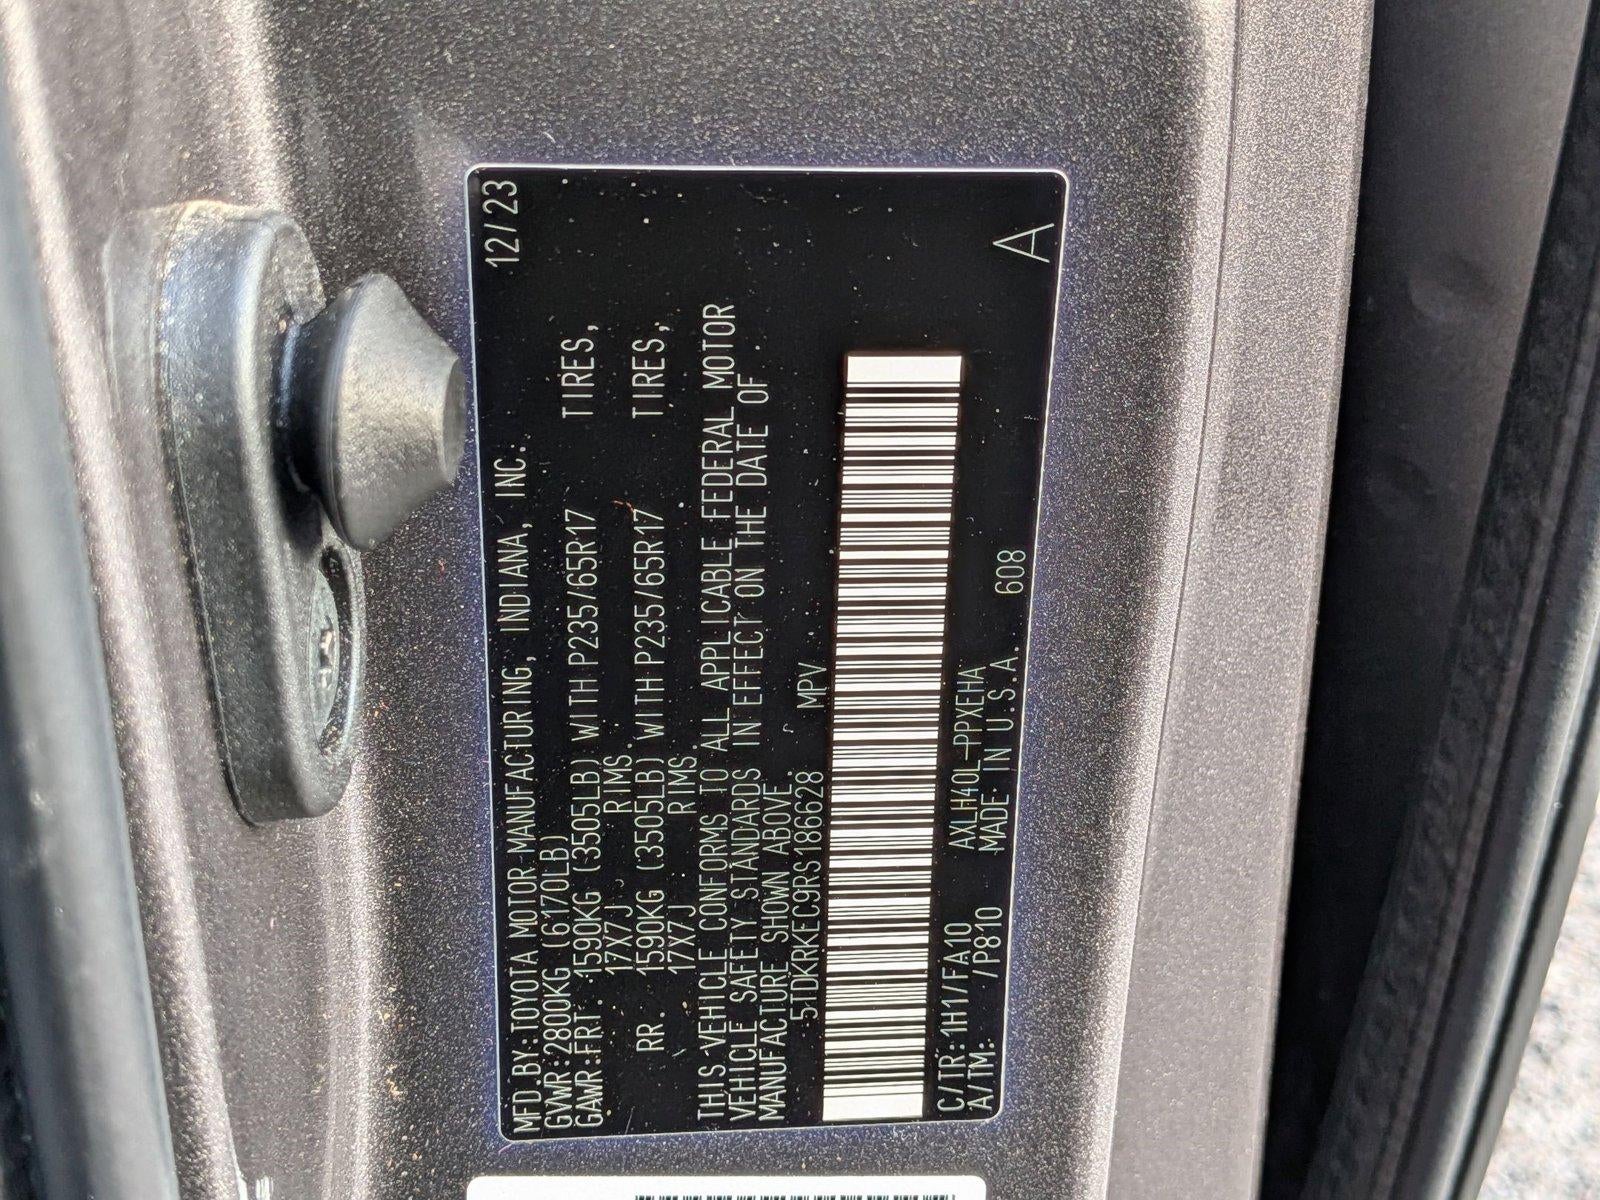 MFD.BY:TOYOTA MOTOR MANUFACTURING, INDIANA, INC. 12/23
GVWR:2800KG (6170LB)
GAWR:FRT. 1590KG (3505LB) WITH P235/65R17 TIRES,
17X7J RIMS.
RR. 1590KG (3505LB) WITH P235/65R17 TIRES,
17X7J RIMS.
THIS VEHICLE CONFORMS TO ALL APPLICABLE FEDERAL MOTOR
VEHICLE SAFETY STANDARDS IN EFFECT ON THE DATE OF
MANUFACTURE SHOWN ABOVE.
5TDKRKEC9RS186628 MPV
C/TR:1H1/FA10 AXLH40L-PPXEHA
A/TM: /P810 MADE IN U.S.A. 608 A